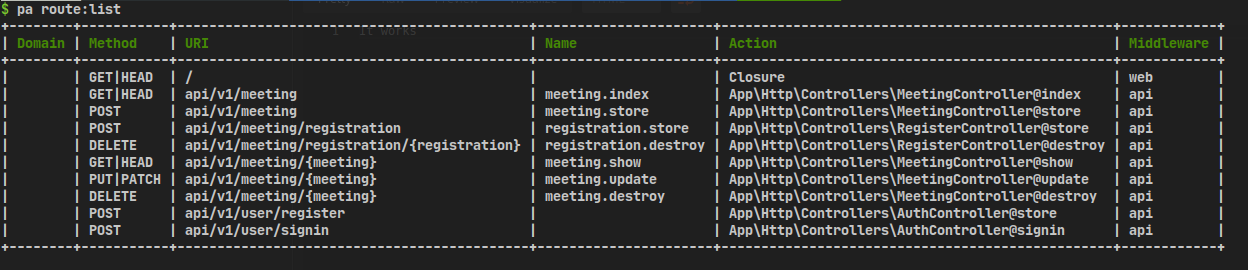 $ pa route:list
+--------+-----------+--------------------------------------------+----------------------+------------------------------------------------+------------+
| Domain | Method | URI | Name | Action | Middleware |
+--------+-----------+--------------------------------------------+----------------------+------------------------------------------------+------------+
| | GET|HEAD | / | | Closure | web |
| | GET|HEAD | api/v1/meeting | meeting.index | App\Http\Controllers\MeetingController@index | api |
| | POST | api/v1/meeting | meeting.store | App\Http\Controllers\MeetingController@store | api |
| | POST | api/v1/meeting/registration | registration.store | App\Http\Controllers\RegisterController@store | api |
| | DELETE | api/v1/meeting/registration/{registration} | registration.destroy | App\Http\Controllers\RegisterController@destroy | api |
| | GET|HEAD | api/v1/meeting/{meeting} | meeting.show | App\Http\Controllers\MeetingController@show | api |
| | PUT|PATCH | api/v1/meeting/{meeting} | meeting.update | App\Http\Controllers\MeetingController@update | api |
| | DELETE | api/v1/meeting/{meeting} | meeting.destroy | App\Http\Controllers\MeetingController@destroy | api |
| | POST | api/v1/user/register | | App\Http\Controllers\AuthController@store | api |
| | POST | api/v1/user/signin | | App\Http\Controllers\AuthController@signin | api |
+--------+-----------+--------------------------------------------+----------------------+------------------------------------------------+------------+